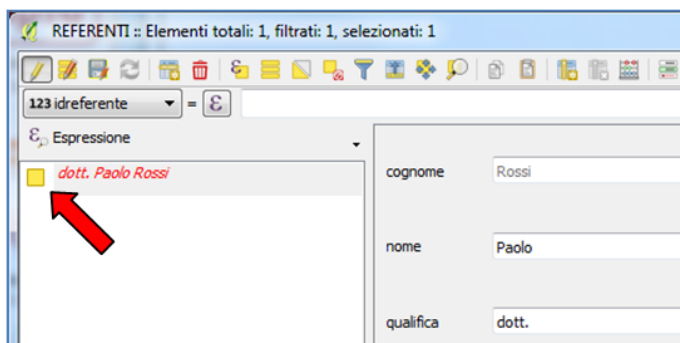 REFERENTI :: Elementi totali: 1, filtrati: 1, selezionati: 1
123 idreferente = ε
ε Espressione
dott. Paolo Rossi
cognome Rossi
nome Paolo
qualifica dott.